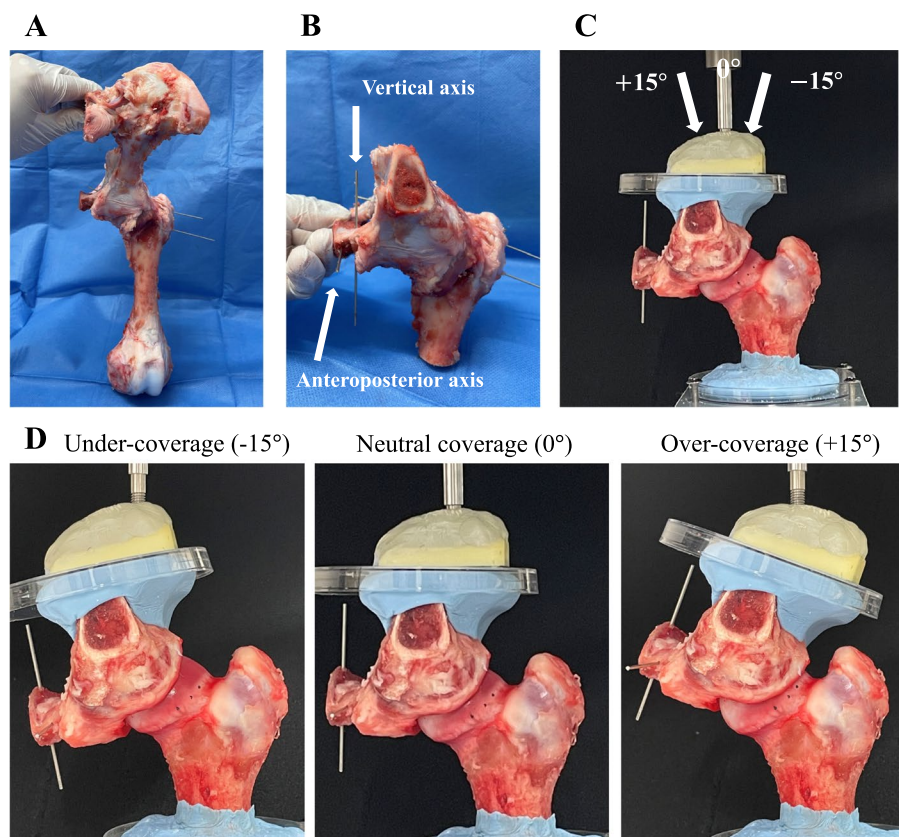 A
B
C
Vertical axis
Anteroposterior axis
+15°
0°
−15°
D
Under-coverage (-15°)
Neutral coverage (0°)
Over-coverage (+15°)